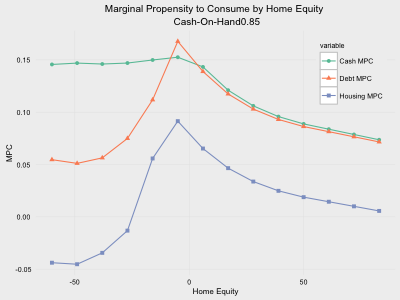 Marginal Propensity to Consume by Home Equity
Cash-On-Hand0.85
variable
Cash MPC
Debt MPC
Housing MPC
MPC
0.15
0.10
0.05
0.00
-0.05
-50
0
50
Home Equity